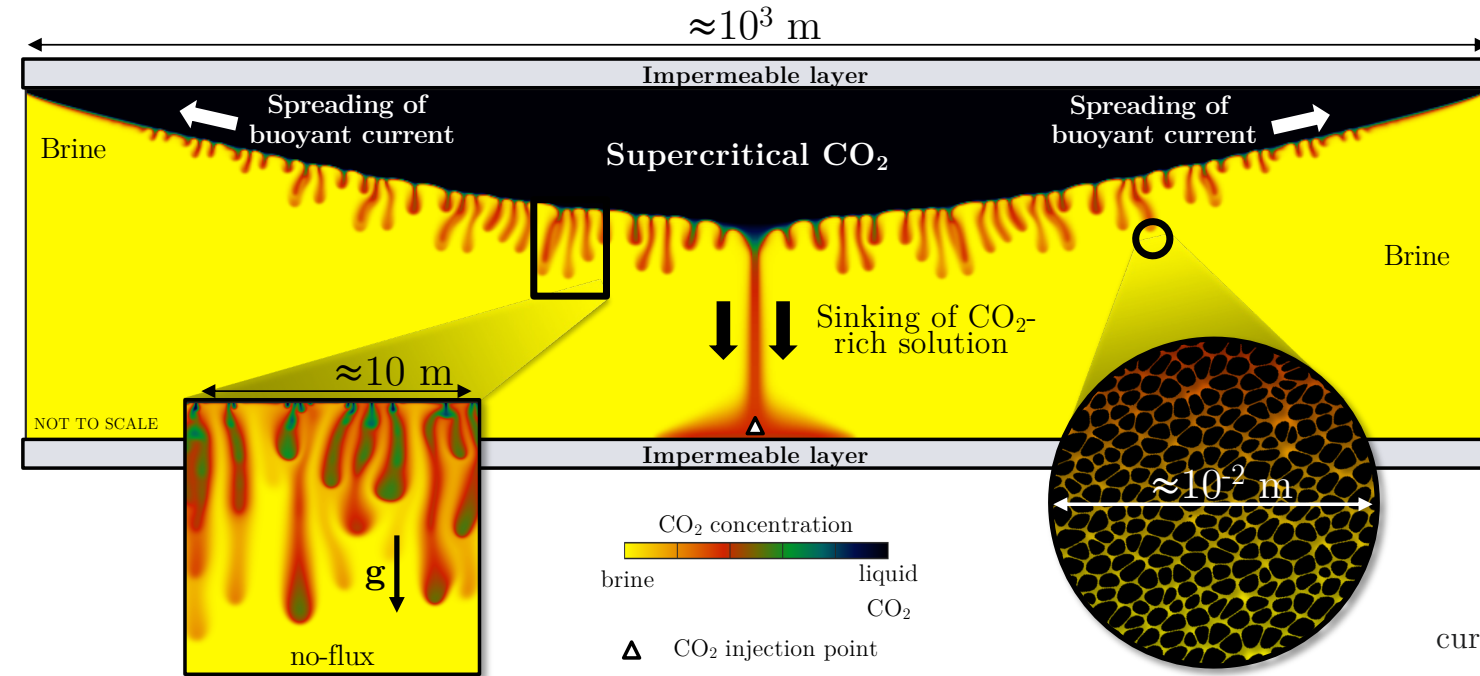 ≈10³ m
Impermeable layer
Spreading of
buoyant current
Spreading of
buoyant current
Brine
Supercritical CO₂
Brine
Sinking of CO₂-
rich solution
≈10 m
NOT TO SCALE
Impermeable layer
≈10⁻² m
CO₂ concentration
brine
liquid
CO₂
g
no-flux
CO₂ injection point
cur